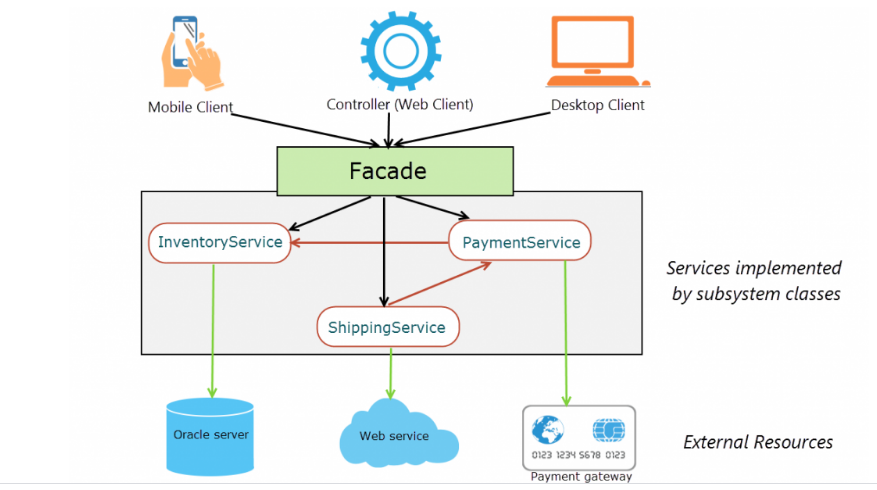 Mobile Client
Controller (Web Client)
Desktop Client
Facade
InventoryService
PaymentService
Services implemented
by subsystem classes
ShippingService
Oracle server
Web service
0123 1234 5678 0123
External Resources
Payment gateway